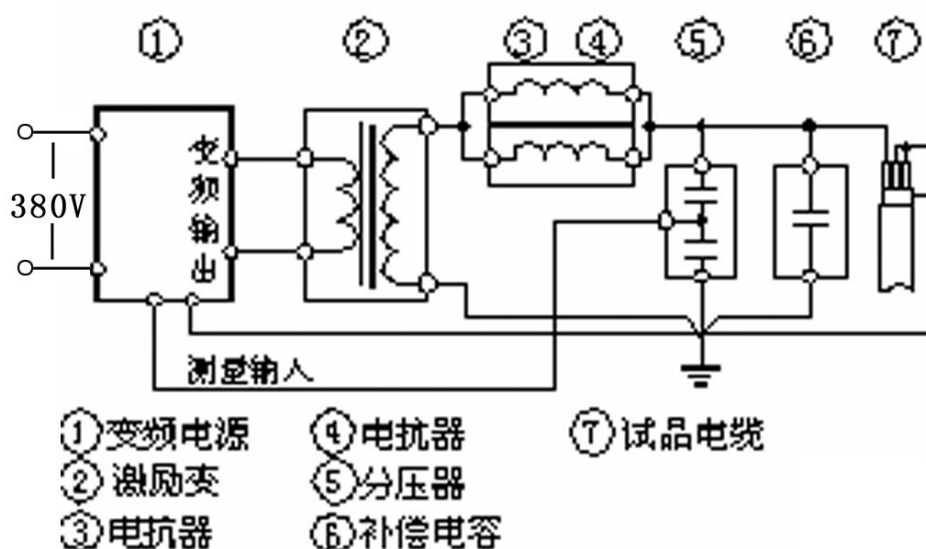 ① ② ③ ④ ⑤ ⑥ ⑦
变频输出
380V
测量输入
①变频电源 ④电抗器 ⑦试品电缆
②激励变 ⑤分压器
③电抗器 ⑥补偿电容